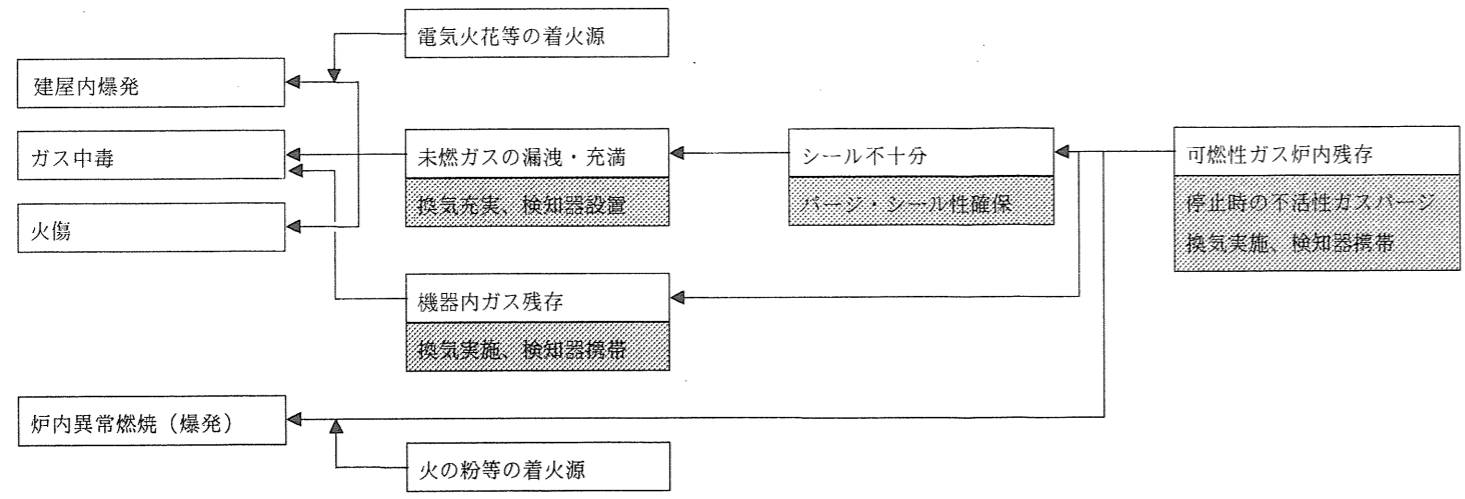 電気火花等の着火源
建屋内爆発
ガス中毒
火傷
未燃ガスの漏洩・充満
換気充実、検知器設置
シール不十分
パージ・シール性確保
可燃性ガス炉内残存
停止時の不活性ガスパージ
換気実施、検知器携帯
機器内ガス残存
換気実施、検知器携帯
炉内異常燃焼（爆発）
火の粉等の着火源